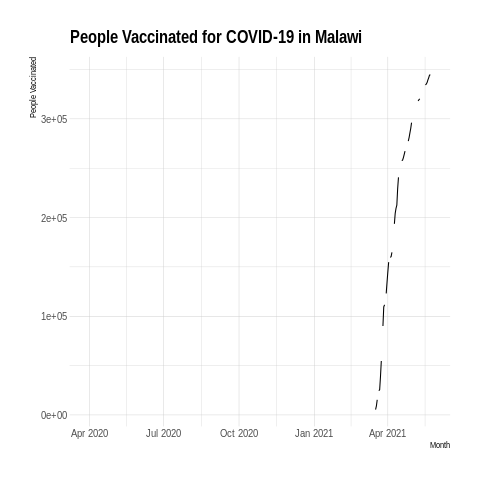 People Vaccinated for COVID-19 in Malawi
People Vaccinated
3e+05
2e+05
1e+05
0e+00
Apr 2020 Jul 2020 Oct 2020 Jan 2021 Apr 2021
Month